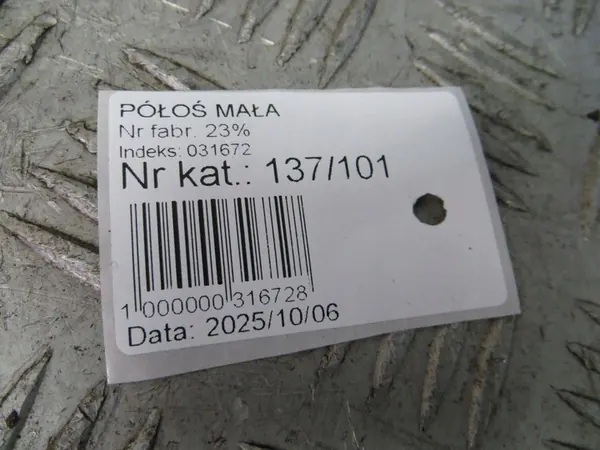 PÓŁOŚ MAŁA
Nr fabr. 23%
Indeks: 031672
Nr kat.: 137/101
1 000000 316728
Data: 2025/10/06